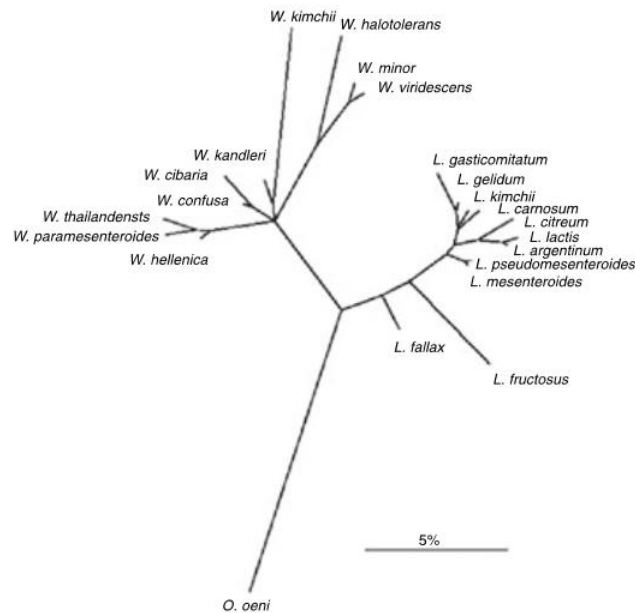 W. kimchii
W. halotolerans
W. minor
W. viridescens
W. kandleri
W. cibaria
W. confusa
W. thailandensts
W. paramesenteroides
W. hellenica
L. gasticomitatum
L. gelidum
L. kimchii
L. carnosum
L. citreum
L. lactis
L. argentinum
L. pseudomesenteroides
L. mesenteroides
L. fallax
L. fructosus
5%
O. oeni